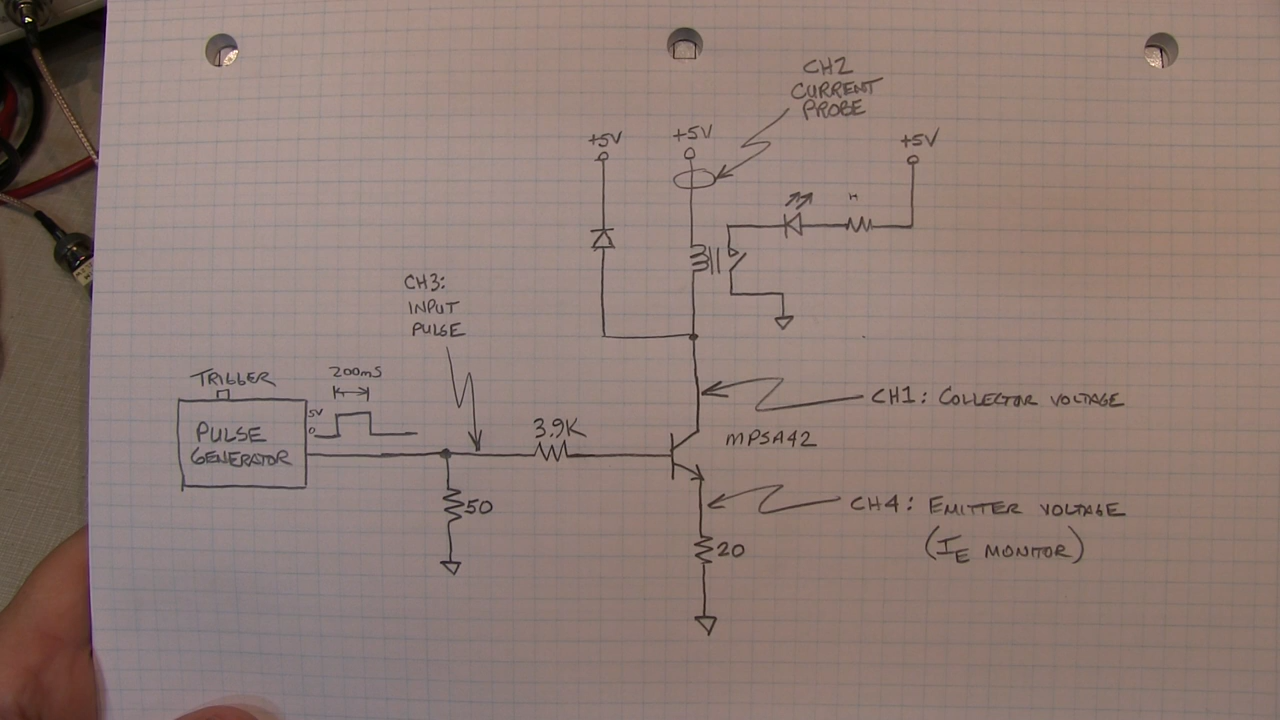 CH2
CURRENT
PROBE
+5V
+5V
+5V
CH3:
INPUT
PULSE
200mS
TRIGGER
5V
0
PULSE
GENERATOR
3.9K
50
CH1: COLLECTOR VOLTAGE
MPSA42
CH4: EMITTER VOLTAGE
(IE MONITOR)
20